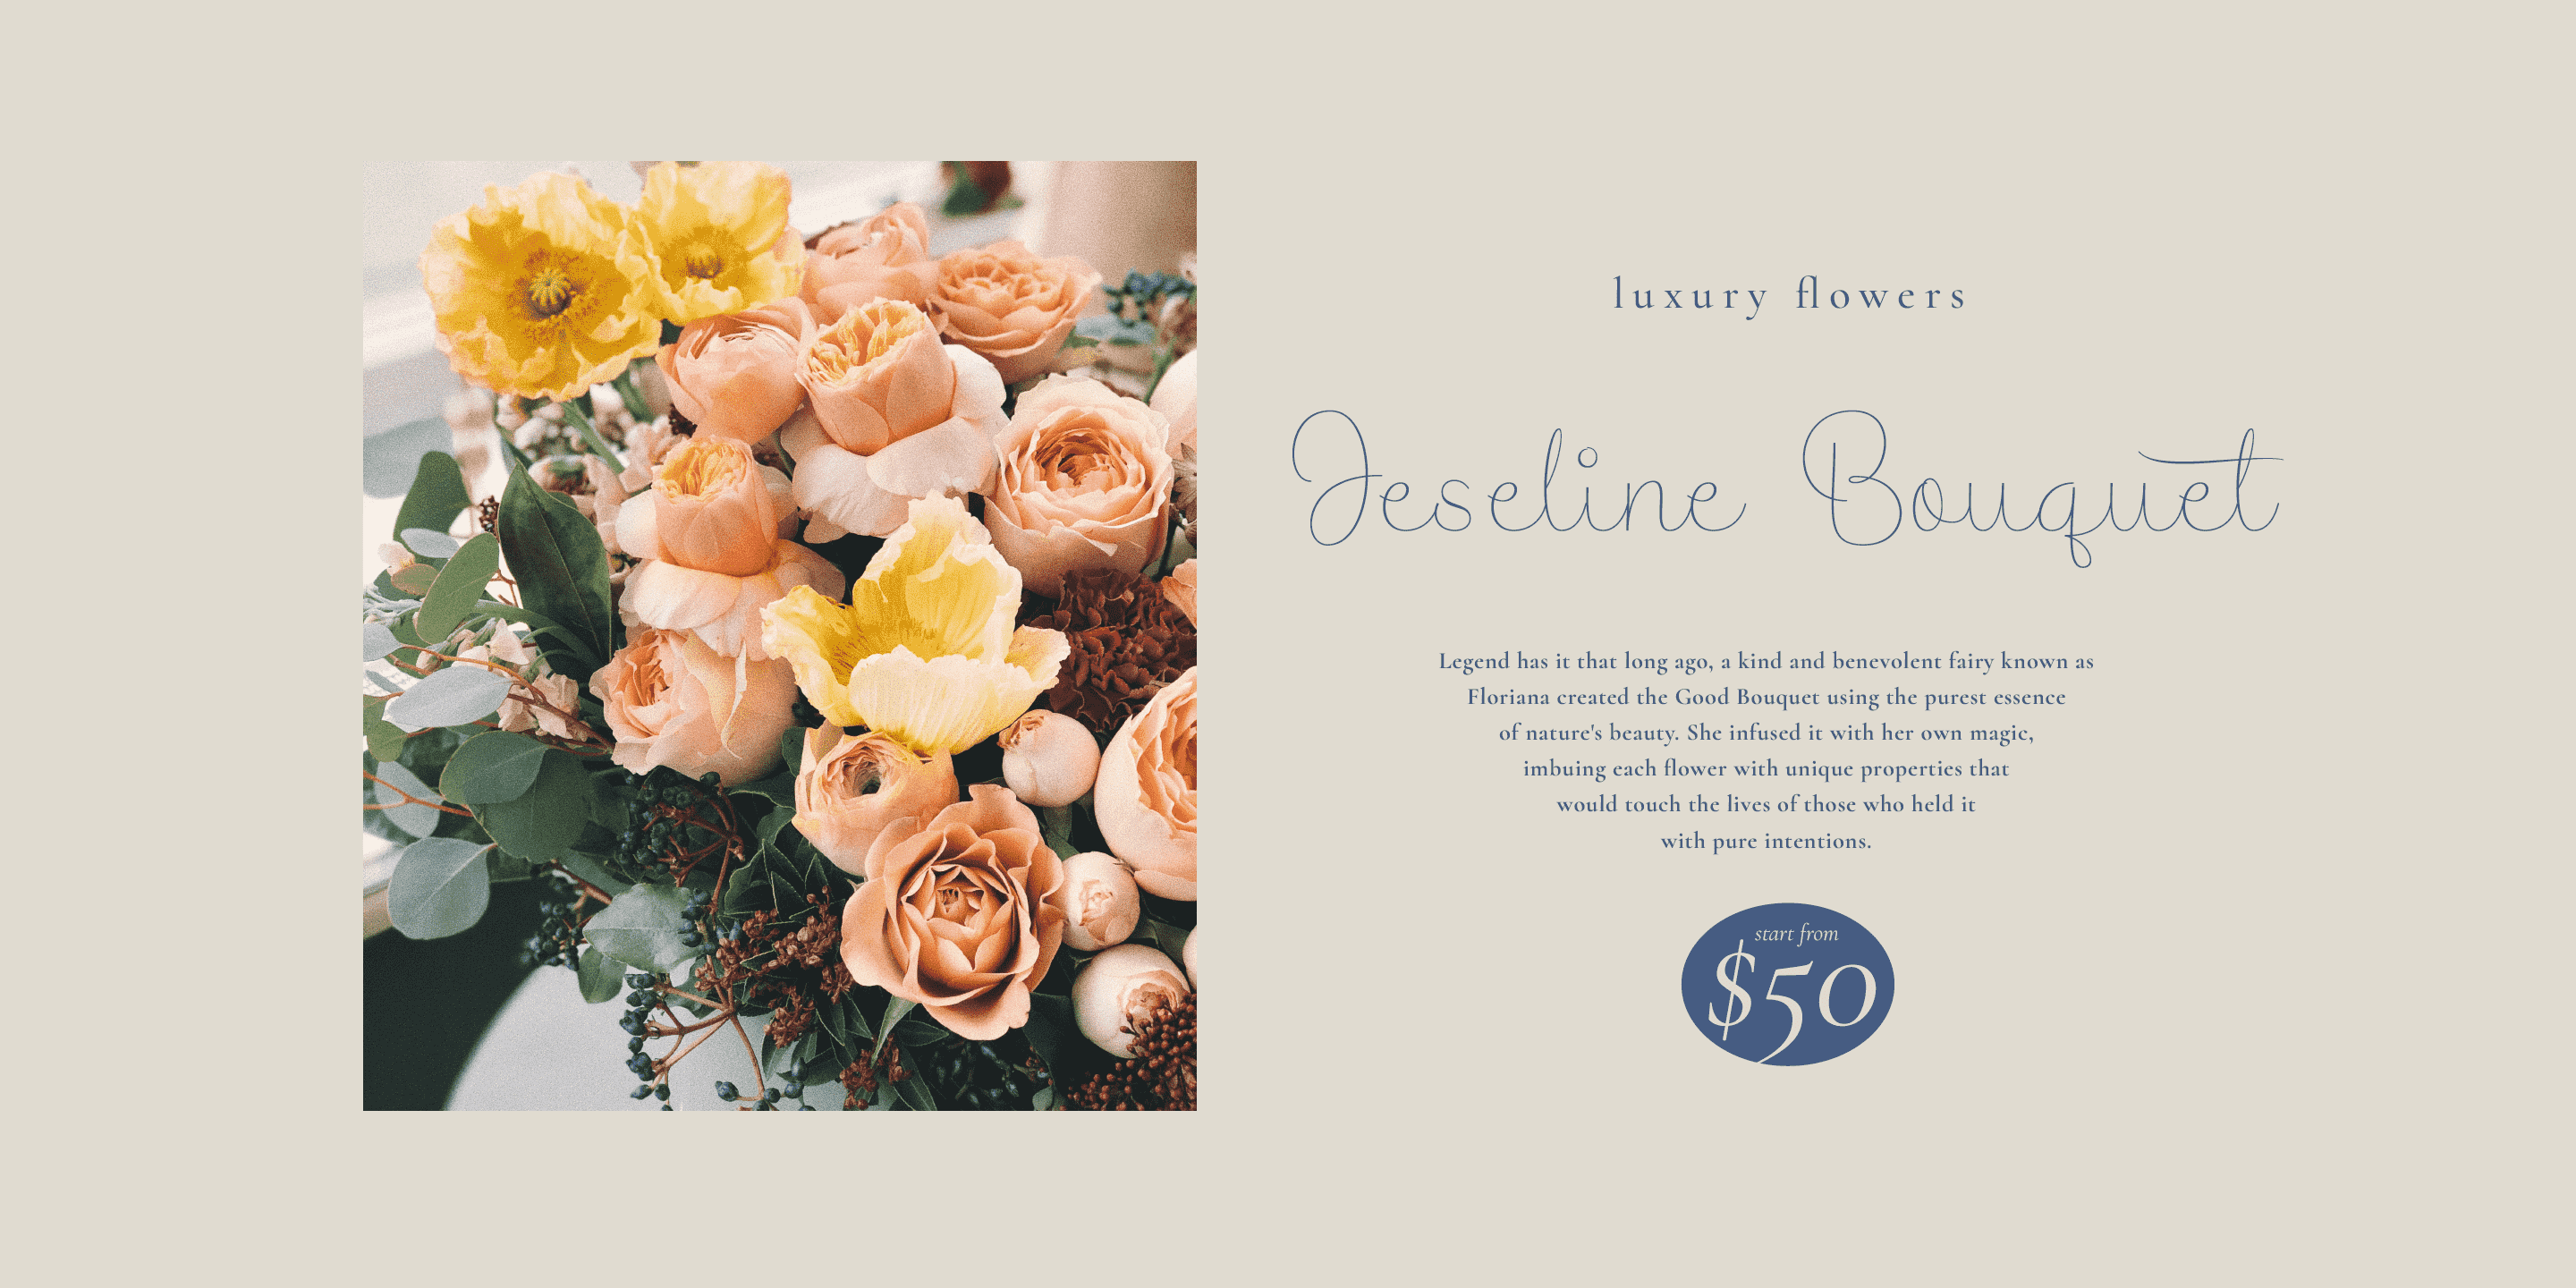 luxury flowers
Jeseline Bouquet
Legend has it that long ago, a kind and benevolent fairy known as
Floriana created the Good Bouquet using the purest essence
of nature's beauty. She infused it with her own magic,
imbuing each flower with unique properties that
would touch the lives of those who held it
with pure intentions.
start from
$50